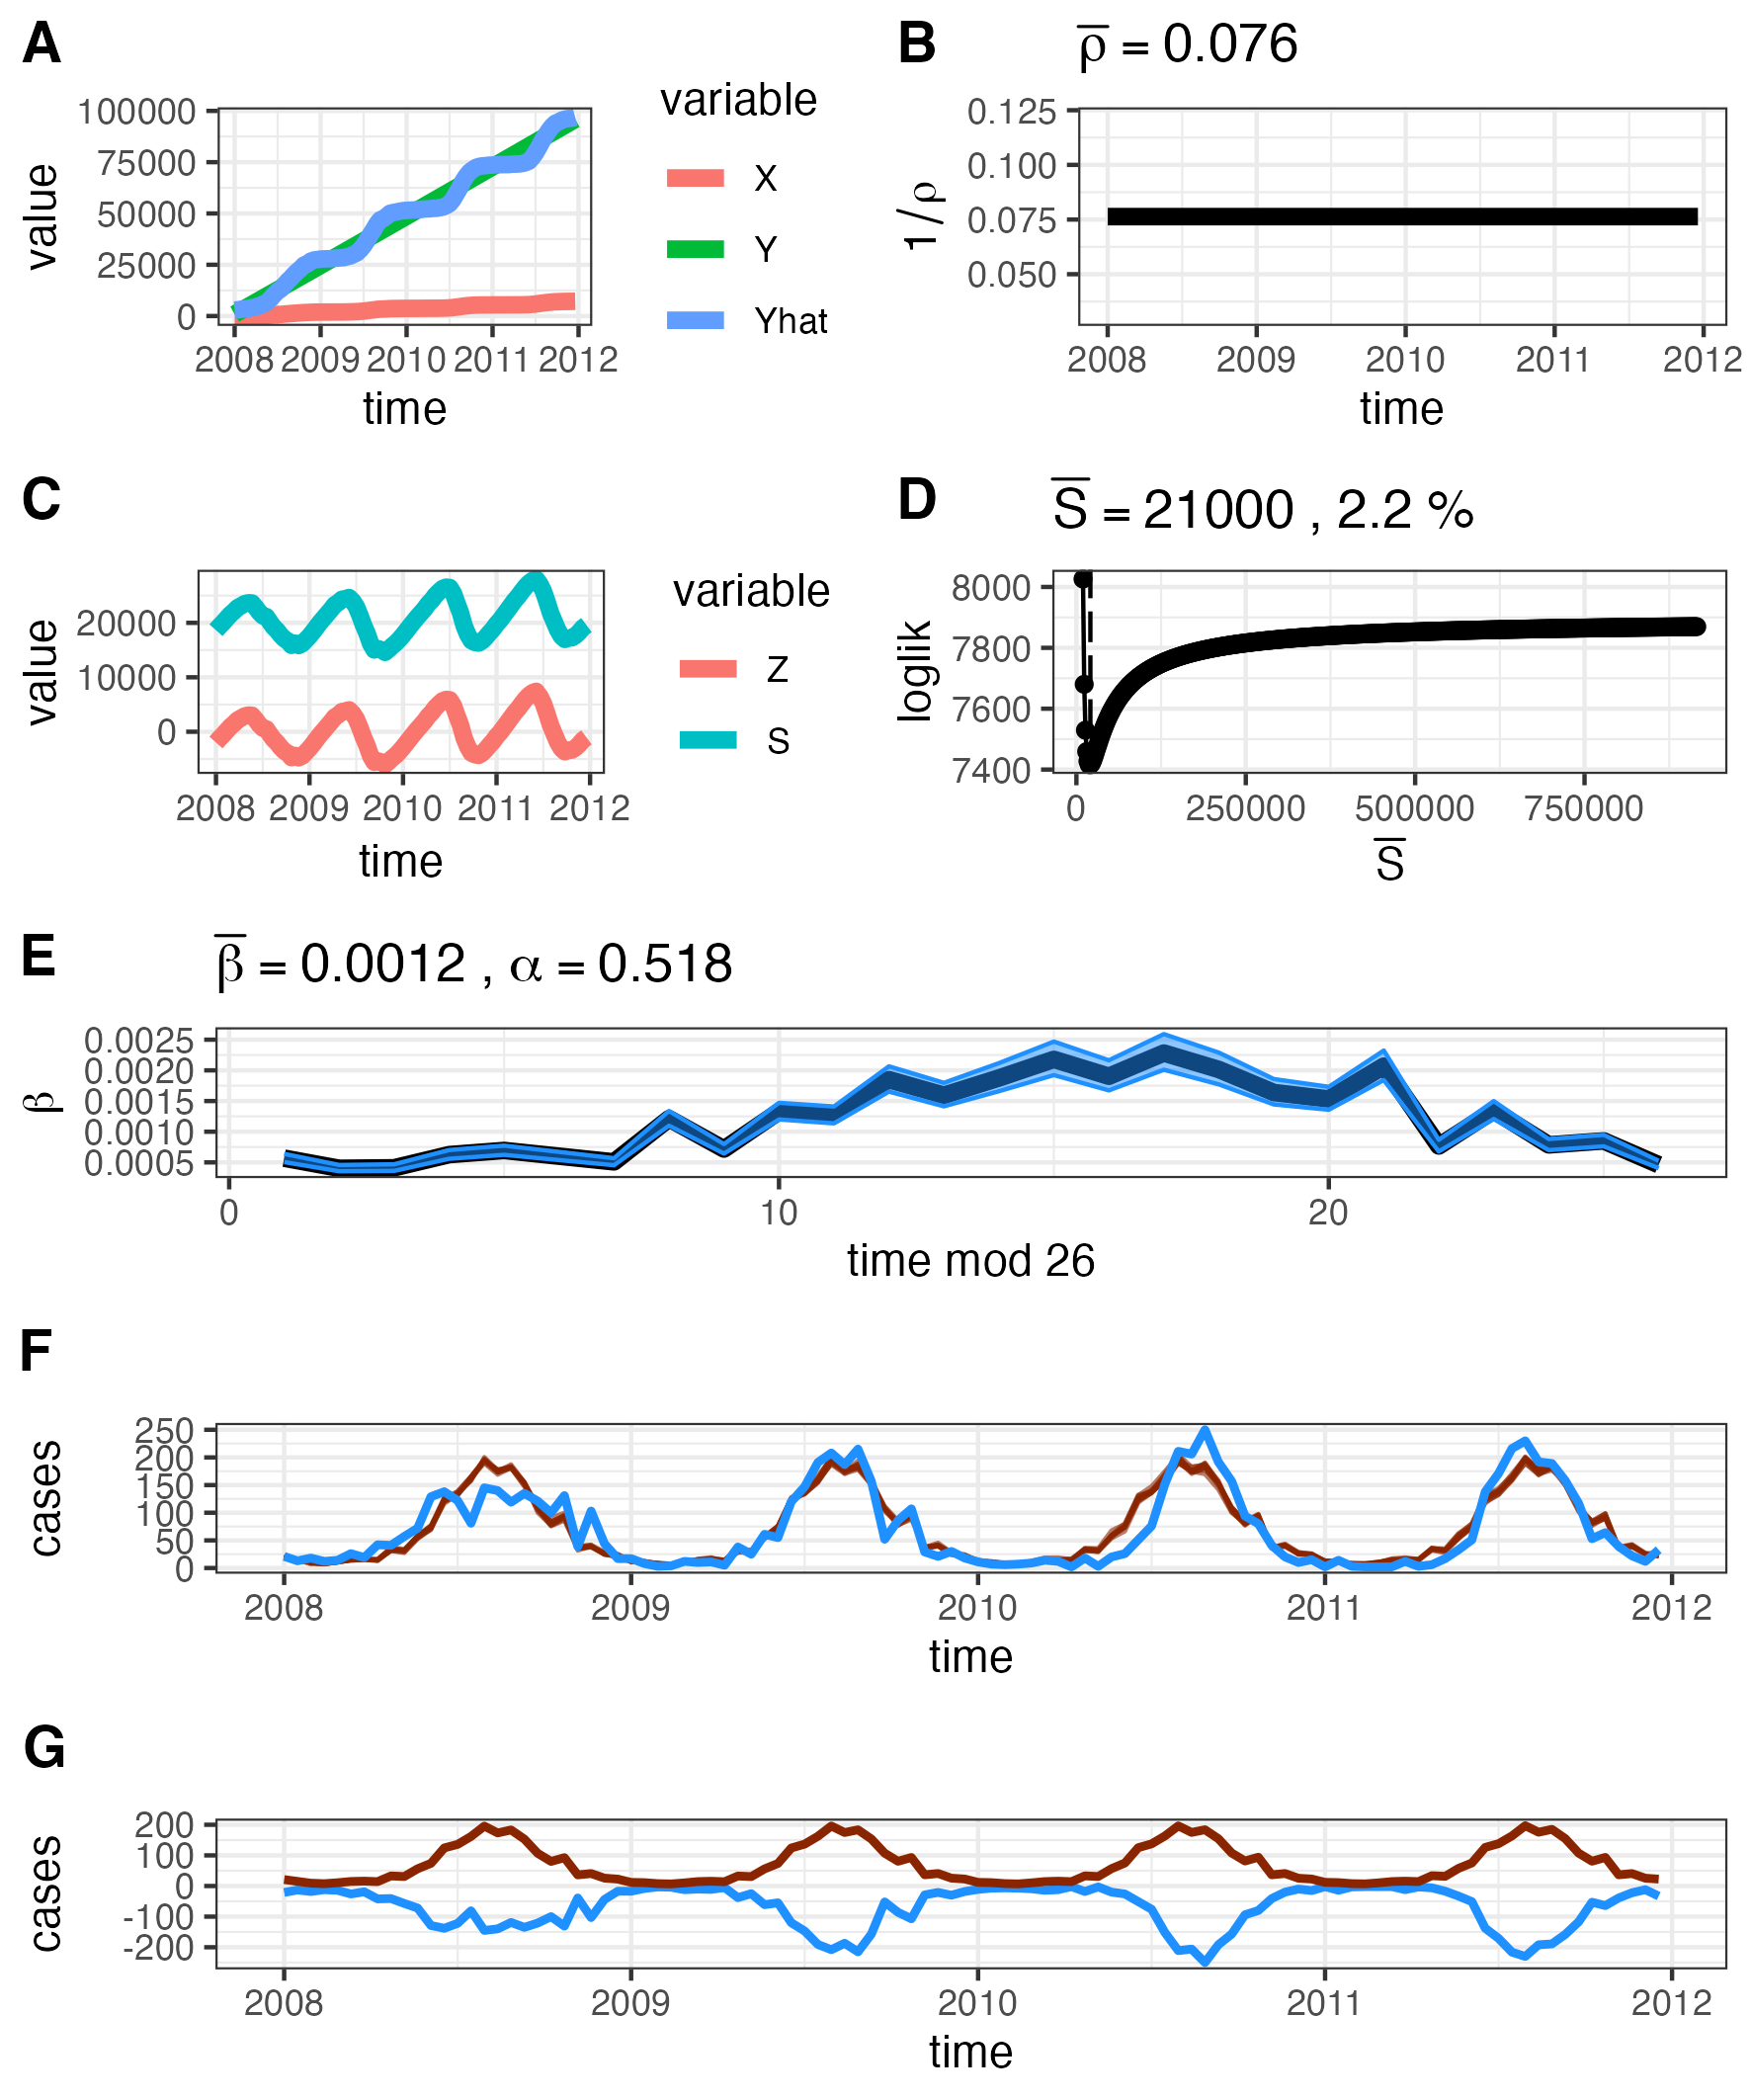 A
value
100000
75000
50000
25000
0
2008 2009 2010 2011 2012
time
variable
X
Y
Yhat
B
ρ̅ = 0.076
1/ρ
0.125
0.100
0.075
0.050
2008 2009 2010 2011 2012
time
C
value
20000
10000
0
2008 2009 2010 2011 2012
time
variable
Z
S
D
S̅ = 21000 , 2.2 %
loglik
8000
7800
7600
7400
0 250000 500000 750000
S̅
E
β̅ = 0.0012 , α = 0.518
β
0.0025
0.0020
0.0015
0.0010
0.0005
0 10 20
time mod 26
F
cases
250
200
150
100
50
0
2008 2009 2010 2011 2012
time
G
cases
200
100
0
-100
-200
2008 2009 2010 2011 2012
time